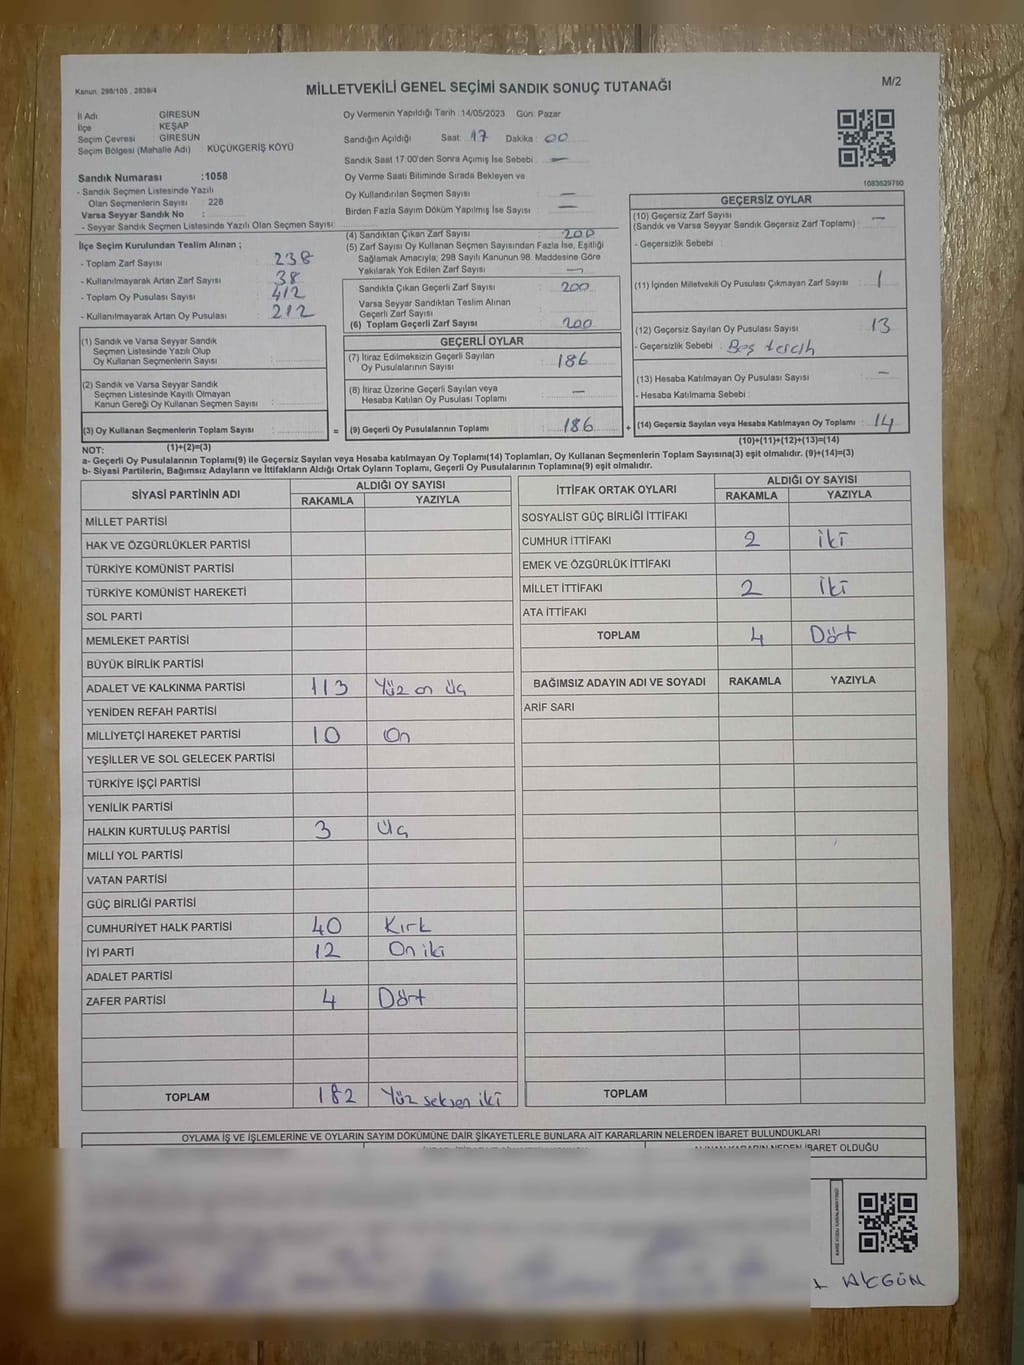 Kanun: 298/105 , 2839/4
MİLLETVEKİLİ GENEL SEÇİMİ SANDIK SONUÇ TUTANAĞI
M/2
İl Adı GİRESUN
İlçe KEŞAP
Seçim Çevresi GİRESUN
Seçim Bölgesi (Mahalle Adı) : KÜÇÜKGERİŞ KÖYÜ
Oy Vermenin Yapıldığı Tarih :14/05/2023 Gün: Pazar
Sandığın Açıldığı Saat: 17 Dakika : 00
Sandık Saat 17:00'den Sonra Açımış İse Sebebi : —
Oy Verme Saati Bitiminde Sırada Bekleyen ve
Oy Kullandırılan Seçmen Sayısı : —
Birden Fazla Sayım Döküm Yapılmış İse Sayısı : —
Sandık Numarası :1058
- Sandık Seçmen Listesinde Yazılı
Olan Seçmenlerin Sayısı 228
Varsa Seyyar Sandık No :
- Seyyar Sandık Seçmen Listesinde Yazılı Olan Seçmen Sayısı:
İlçe Seçim Kurulundan Teslim Alınan ;
- Toplam Zarf Sayısı : 238
- Kullanılmayarak Artan Zarf Sayısı : 38
- Toplam Oy Pusulası Sayısı : 412
- Kullanılmayarak Artan Oy Pusulası : 212
(1) Sandık ve Varsa Seyyar Sandık
Seçmen Listesinde Yazılı Olup
Oy Kullanan Seçmenlerin Sayısı :
(2) Sandık ve Varsa Seyyar Sandık
Seçmen Listesinde Kayıtlı Olmayan
Kanun Gereği Oy Kullanan Seçmen Sayısı :
(3) Oy Kullanan Seçmenlerin Toplam Sayısı :
(1)+(2)=(3)
(4) Sandıktan Çıkan Zarf Sayısı : 200
(5) Zarf Sayısı Oy Kullanan Seçmen Sayısından Fazla İse, Eşitliği
Sağlamak Amacıyla; 298 Sayılı Kanunun 98. Maddesine Göre
Yakılarak Yok Edilen Zarf Sayısı : —
Sandıkta Çıkan Geçerli Zarf Sayısı : 200
Varsa Seyyar Sandıktan Teslim Alınan
Geçerli Zarf Sayısı :
(6) Toplam Geçerli Zarf Sayısı : 200
GEÇERLİ OYLAR
(7) İtiraz Edilmeksizin Geçerli Sayılan
Oy Pusulalarının Sayısı : 186
(8) İtiraz Üzerine Geçerli Sayılan veya
Hesaba Katılan Oy Pusulası Toplamı : —
= (9) Geçerli Oy Pusulalarının Toplamı : 186
1083629760
GEÇERSİZ OYLAR
(10) Geçersiz Zarf Sayısı
(Sandık ve Varsa Seyyar Sandık Geçersiz Zarf Toplamı) : —
- Geçersizlik Sebebi :
(11) İçinden Milletvekili Oy Pusulası Çıkmayan Zarf Sayısı : 1
(12) Geçersiz Sayılan Oy Pusulası Sayısı : 13
- Geçersizlik Sebebi : Boş tercih
(13) Hesaba Katılmayan Oy Pusulası Sayısı : —
- Hesaba Katılmama Sebebi :
+ (14) Geçersiz Sayılan veya Hesaba Katılmayan Oy Toplamı : 14
(10)+(11)+(12)+(13)=(14)
NOT:
a- Geçerli Oy Pusulalarının Toplamı(9) ile Geçersiz Sayılan veya Hesaba katılmayan Oy Toplamı(14) Toplamları, Oy Kullanan Seçmenlerin Toplam Sayısına(3) eşit olmalıdır. (9)+(14)=(3)
b- Siyasi Partilerin, Bağımsız Adayların ve İttifakların Aldığı Ortak Oyların Toplamı, Geçerli Oy Pusulalarının Toplamına(9) eşit olmalıdır.
SİYASİ PARTİNİN ADI ALDIĞI OY SAYISI
RAKAMLA YAZIYLA
MİLLET PARTİSİ
HAK VE ÖZGÜRLÜKLER PARTİSİ
TÜRKİYE KOMÜNİST PARTİSİ
TÜRKİYE KOMÜNİST HAREKETİ
SOL PARTİ
MEMLEKET PARTİSİ
BÜYÜK BİRLİK PARTİSİ
ADALET VE KALKINMA PARTİSİ 113 Yüz on üç
YENİDEN REFAH PARTİSİ
MİLLİYETÇİ HAREKET PARTİSİ 10 On
YEŞİLLER VE SOL GELECEK PARTİSİ
TÜRKİYE İŞÇİ PARTİSİ
YENİLİK PARTİSİ
HALKIN KURTULUŞ PARTİSİ 3 üç
MİLLİ YOL PARTİSİ
VATAN PARTİSİ
GÜÇ BİRLİĞİ PARTİSİ
CUMHURİYET HALK PARTİSİ 40 Kırk
İYİ PARTİ 12 On iki
ADALET PARTİSİ
ZAFER PARTİSİ 4 Dört
TOPLAM 182 Yüz seksen iki
İTTİFAK ORTAK OYLARI ALDIĞI OY SAYISI
RAKAMLA YAZIYLA
SOSYALİST GÜÇ BİRLİĞİ İTTİFAKI
CUMHUR İTTİFAKI 2 iki
EMEK VE ÖZGÜRLÜK İTTİFAKI
MİLLET İTTİFAKI 2 iki
ATA İTTİFAKI
TOPLAM 4 Dört
BAĞIMSIZ ADAYIN ADI VE SOYADI RAKAMLA YAZIYLA
ARİF SARI
TOPLAM
OYLAMA İŞ VE İŞLEMLERİNE VE OYLARIN SAYIM DÖKÜMÜNE DAİR ŞİKAYETLERLE BUNLARA AİT KARARLARIN NELERDEN İBARET BULUNDUKLARI
İBARET OLDUĞU
AKGÜN